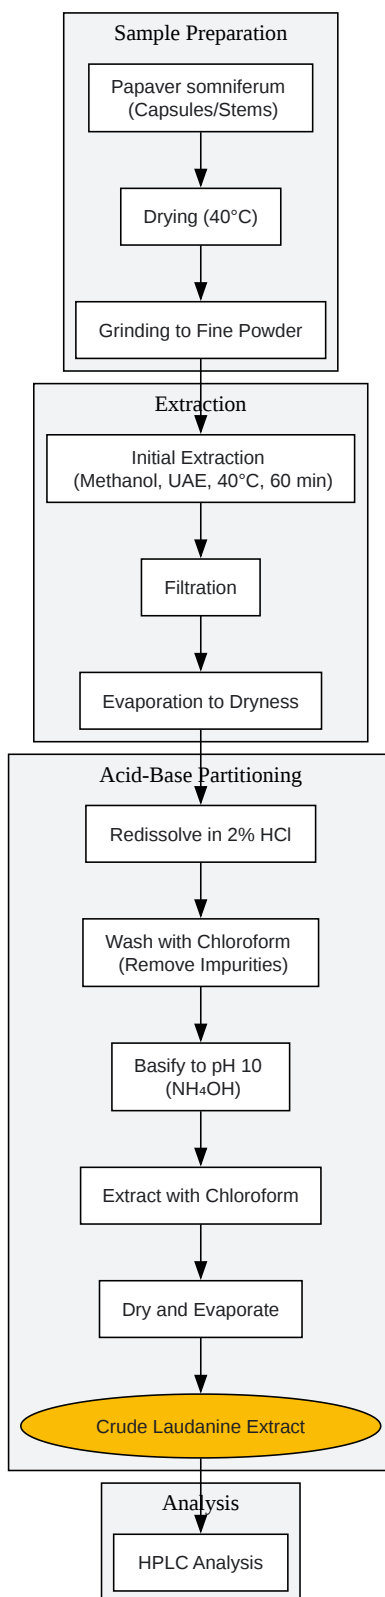 Sample Preparation
Papaver somniferum
(Capsules/Stems)
Drying (40°C)
Grinding to Fine Powder
Extraction
Initial Extraction
(Methanol, UAE, 40°C, 60 min)
Filtration
Evaporation to Dryness
Acid-Base Partitioning
Redissolve in 2% HCl
Wash with Chloroform
(Remove Impurities)
Basify to pH 10
(NH₄OH)
Extract with Chloroform
Dry and Evaporate
Crude Laudanine Extract
Analysis
HPLC Analysis